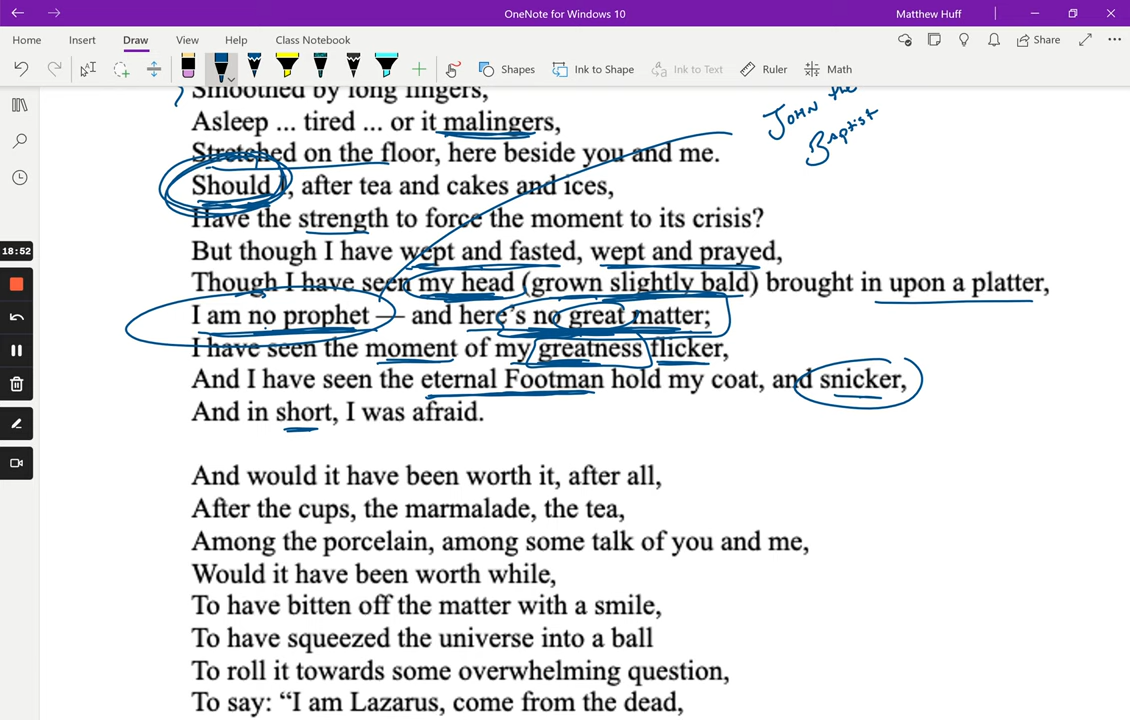 OneNote for Windows 10
Matthew Huff
Home Insert Draw View Help Class Notebook
Share
Shapes Ink to Shape Ink to Text Ruler Math
Smoothed by long fingers,
Asleep ... tired ... or it malingers,
Stretched on the floor, here beside you and me.
Should I, after tea and cakes and ices,
Have the strength to force the moment to its crisis?
But though I have wept and fasted, wept and prayed,
Though I have seen my head (grown slightly bald) brought in upon a platter,
I am no prophet — and here's no great matter;
I have seen the moment of my greatness flicker,
And I have seen the eternal Footman hold my coat, and snicker,
And in short, I was afraid.
And would it have been worth it, after all,
After the cups, the marmalade, the tea,
Among the porcelain, among some talk of you and me,
Would it have been worth while,
To have bitten off the matter with a smile,
To have squeezed the universe into a ball
To roll it towards some overwhelming question,
To say: “I am Lazarus, come from the dead,
John the
Baptist
18:52